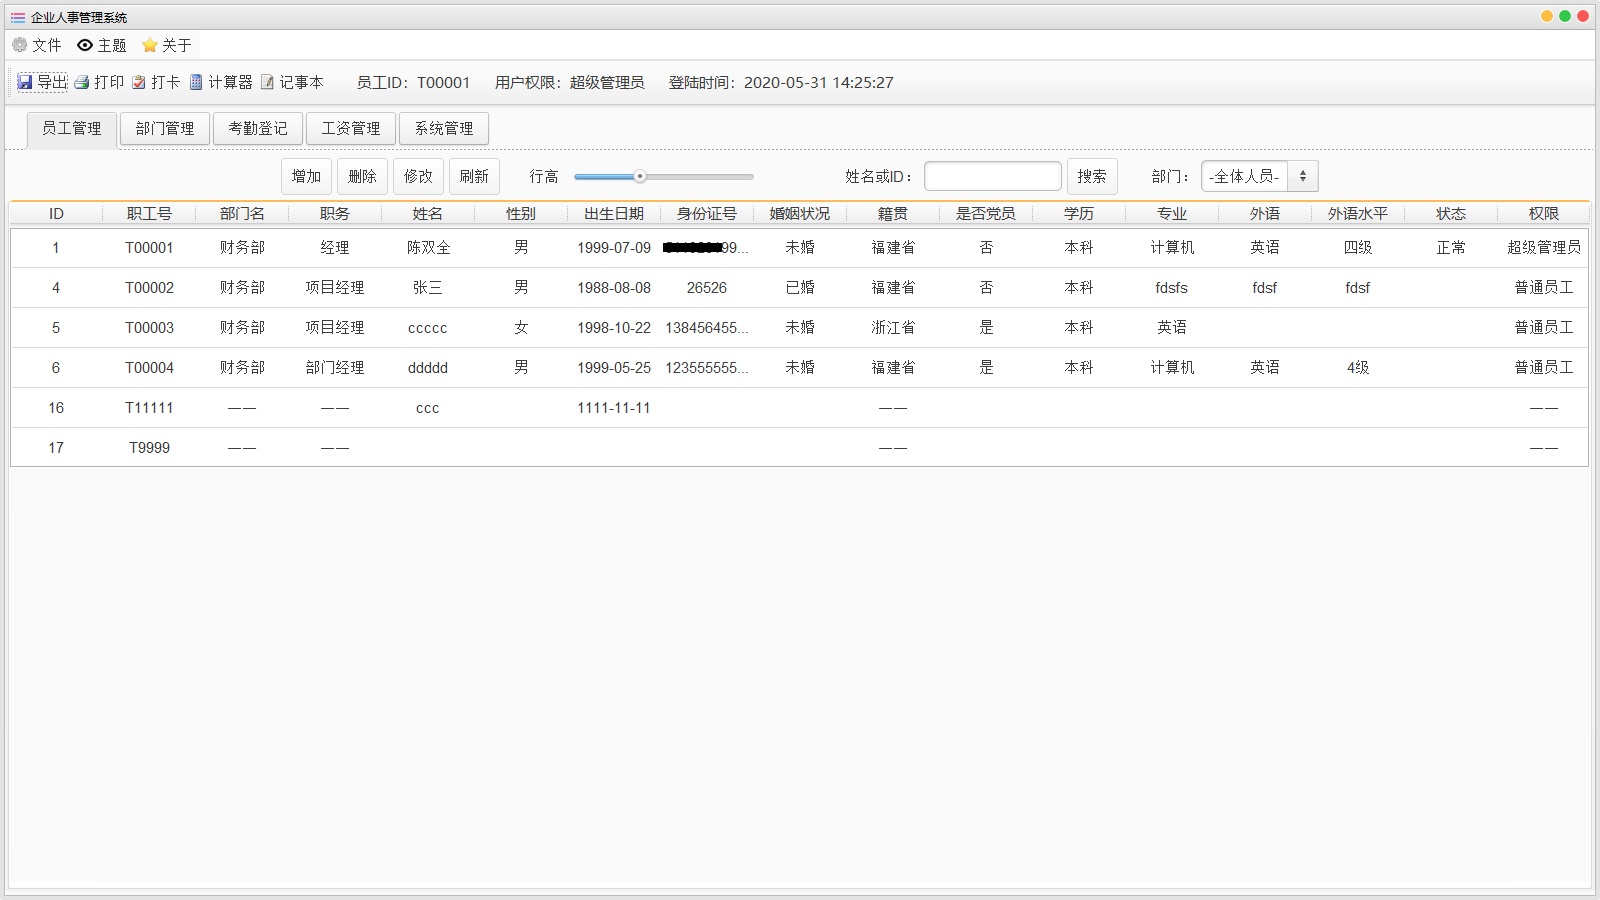 企业人事管理系统
文件 主题 关于
导出 打印 打卡 计算器 记事本 员工ID：T00001 用户权限：超级管理员 登陆时间：2020-05-31 14:25:27
员工管理 部门管理 考勤登记 工资管理 系统管理
增加 删除 修改 刷新 行高 姓名或ID： 搜索 部门： -全体人员-
ID 职工号 部门名 职务 姓名 性别 出生日期 身份证号 婚姻状况 籍贯 是否党员 学历 专业 外语 外语水平 状态 权限
1 T00001 财务部 经理 陈双全 男 1999-07-09 99... 未婚 福建省 否 本科 计算机 英语 四级 正常 超级管理员
4 T00002 财务部 项目经理 张三 男 1988-08-08 26526 已婚 福建省 否 本科 fdsfs fdsf fdsf 普通员工
5 T00003 财务部 项目经理 ccccc 女 1998-10-22 138456455... 未婚 浙江省 是 本科 英语 普通员工
6 T00004 财务部 部门经理 ddddd 男 1999-05-25 123555555... 未婚 福建省 是 本科 计算机 英语 4级 普通员工
16 T11111 —— —— ccc 1111-11-11 —— ——
17 T9999 —— —— —— ——